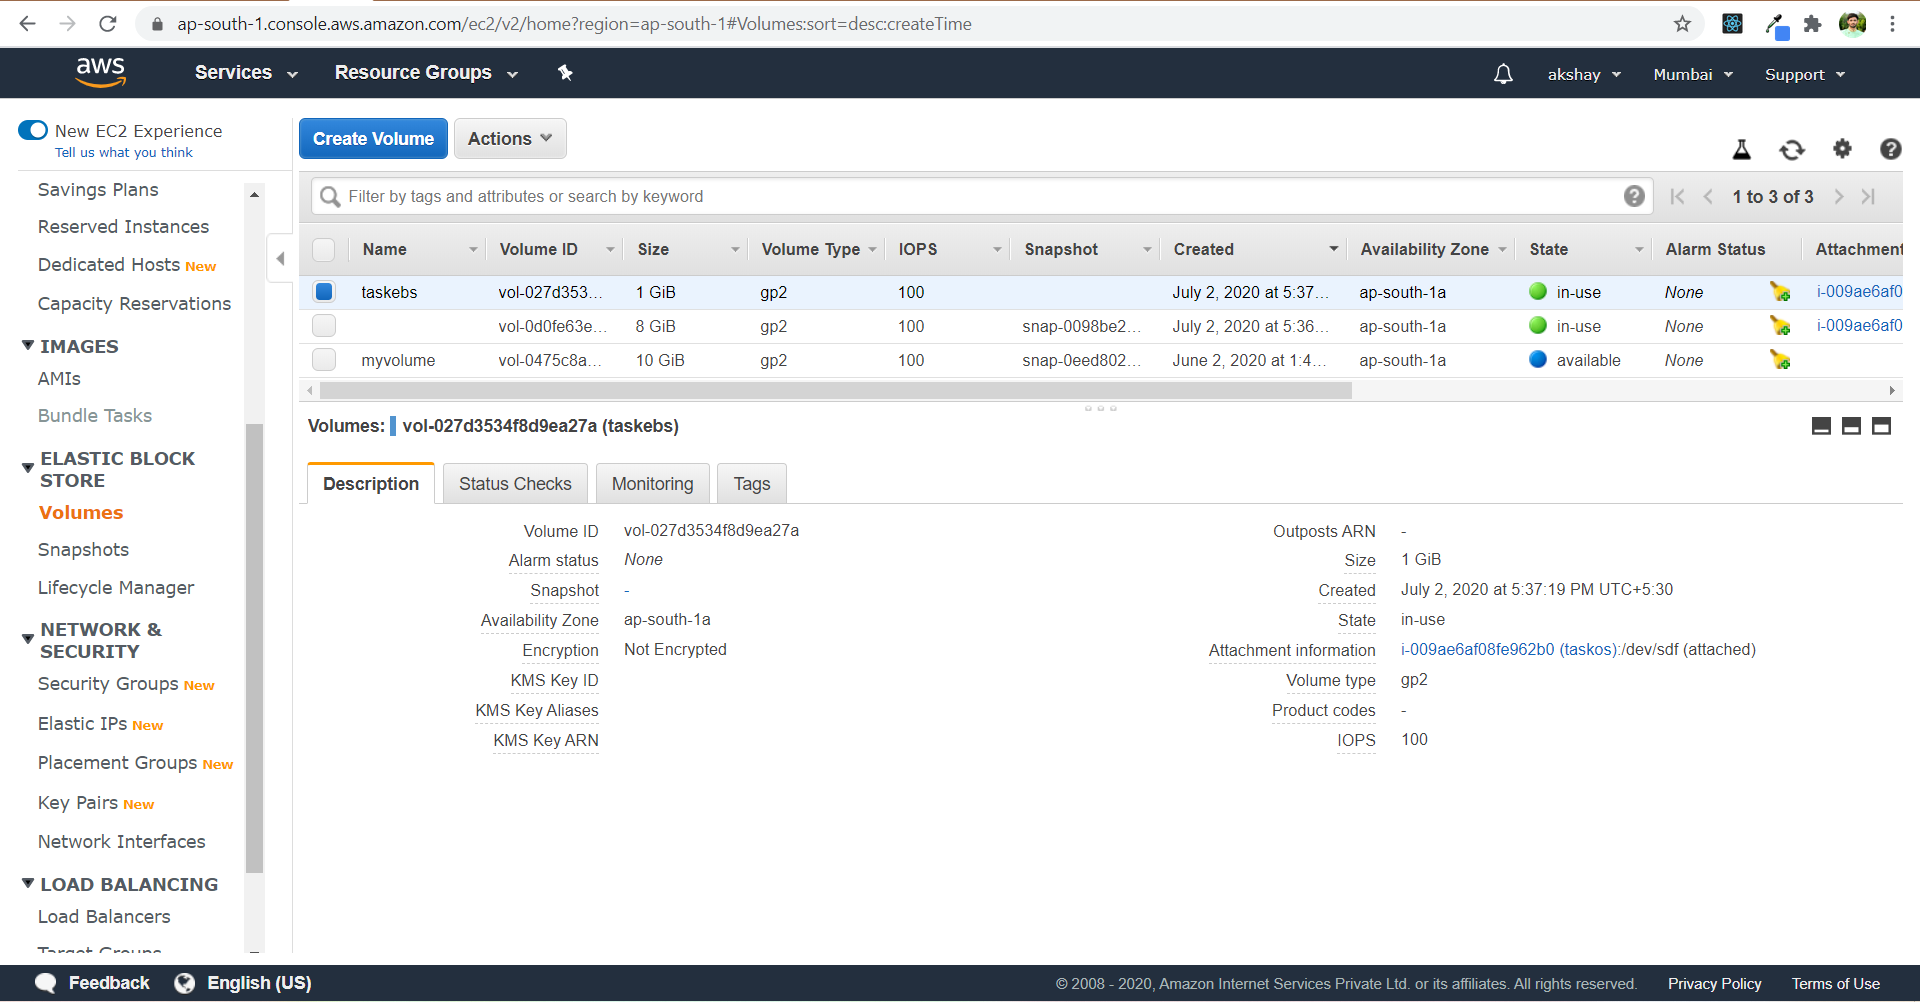 ap-south-1.console.aws.amazon.com/ec2/v2/home?region=ap-south-1#Volumes:sort=desc:createTime
aws Services Resource Groups akshay Mumbai Support
New EC2 Experience
Tell us what you think
Savings Plans
Reserved Instances
Dedicated Hosts New
Capacity Reservations
IMAGES
AMIs
Bundle Tasks
ELASTIC BLOCK
STORE
Volumes
Snapshots
Lifecycle Manager
NETWORK &
SECURITY
Security Groups New
Elastic IPs New
Placement Groups New
Key Pairs New
Network Interfaces
LOAD BALANCING
Load Balancers
Target Groups
Create Volume Actions
Filter by tags and attributes or search by keyword 1 to 3 of 3
Name Volume ID Size Volume Type IOPS Snapshot Created Availability Zone State Alarm Status Attachment
taskebs vol-027d353... 1 GiB gp2 100 July 2, 2020 at 5:37... ap-south-1a in-use None i-009ae6af0
vol-0d0fe63e... 8 GiB gp2 100 snap-0098be2... July 2, 2020 at 5:36... ap-south-1a in-use None i-009ae6af0
myvolume vol-0475c8a... 10 GiB gp2 100 snap-0eed802... June 2, 2020 at 1:4... ap-south-1a available None
Volumes: vol-027d3534f8d9ea27a (taskebs)
Description Status Checks Monitoring Tags
Volume ID vol-027d3534f8d9ea27a Outposts ARN -
Alarm status None Size 1 GiB
Snapshot - Created July 2, 2020 at 5:37:19 PM UTC+5:30
Availability Zone ap-south-1a State in-use
Encryption Not Encrypted Attachment information i-009ae6af08fe962b0 (taskos):/dev/sdf (attached)
KMS Key ID Volume type gp2
KMS Key Aliases Product codes -
KMS Key ARN IOPS 100
Feedback English (US) © 2008 - 2020, Amazon Internet Services Private Ltd. or its affiliates. All rights reserved. Privacy Policy Terms of Use